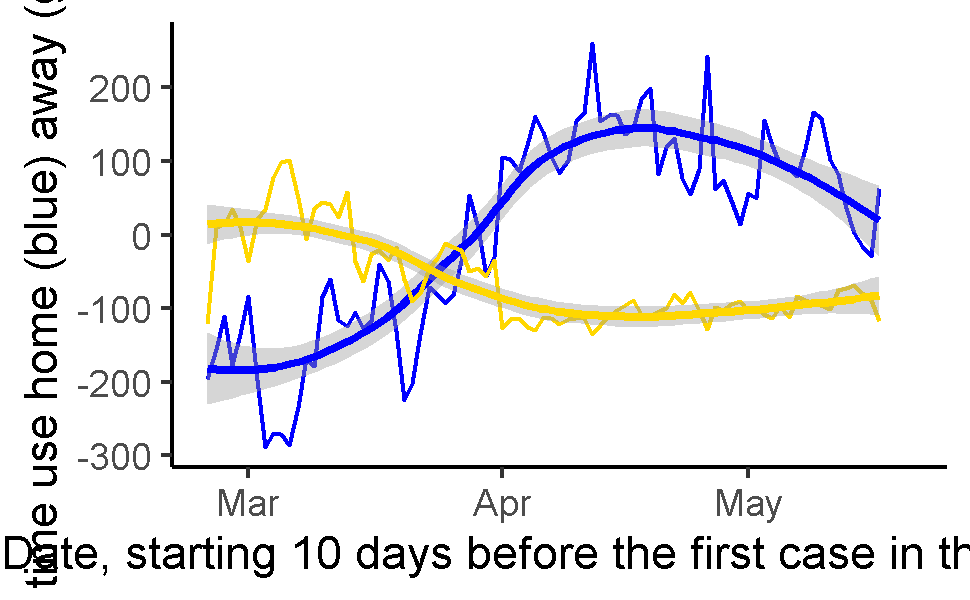 time use home (blue) away (
200
100
0
-100
-200
-300
Mar Apr May
Date, starting 10 days before the first case in th